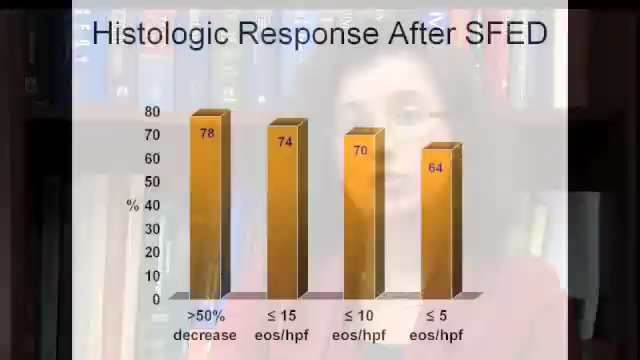 Histologic Response After SFED
80
70
60
50
% 40
30
20
10
0
78
74
70
64
>50% decrease
≤ 15 eos/hpf
≤ 10 eos/hpf
≤ 5 eos/hpf